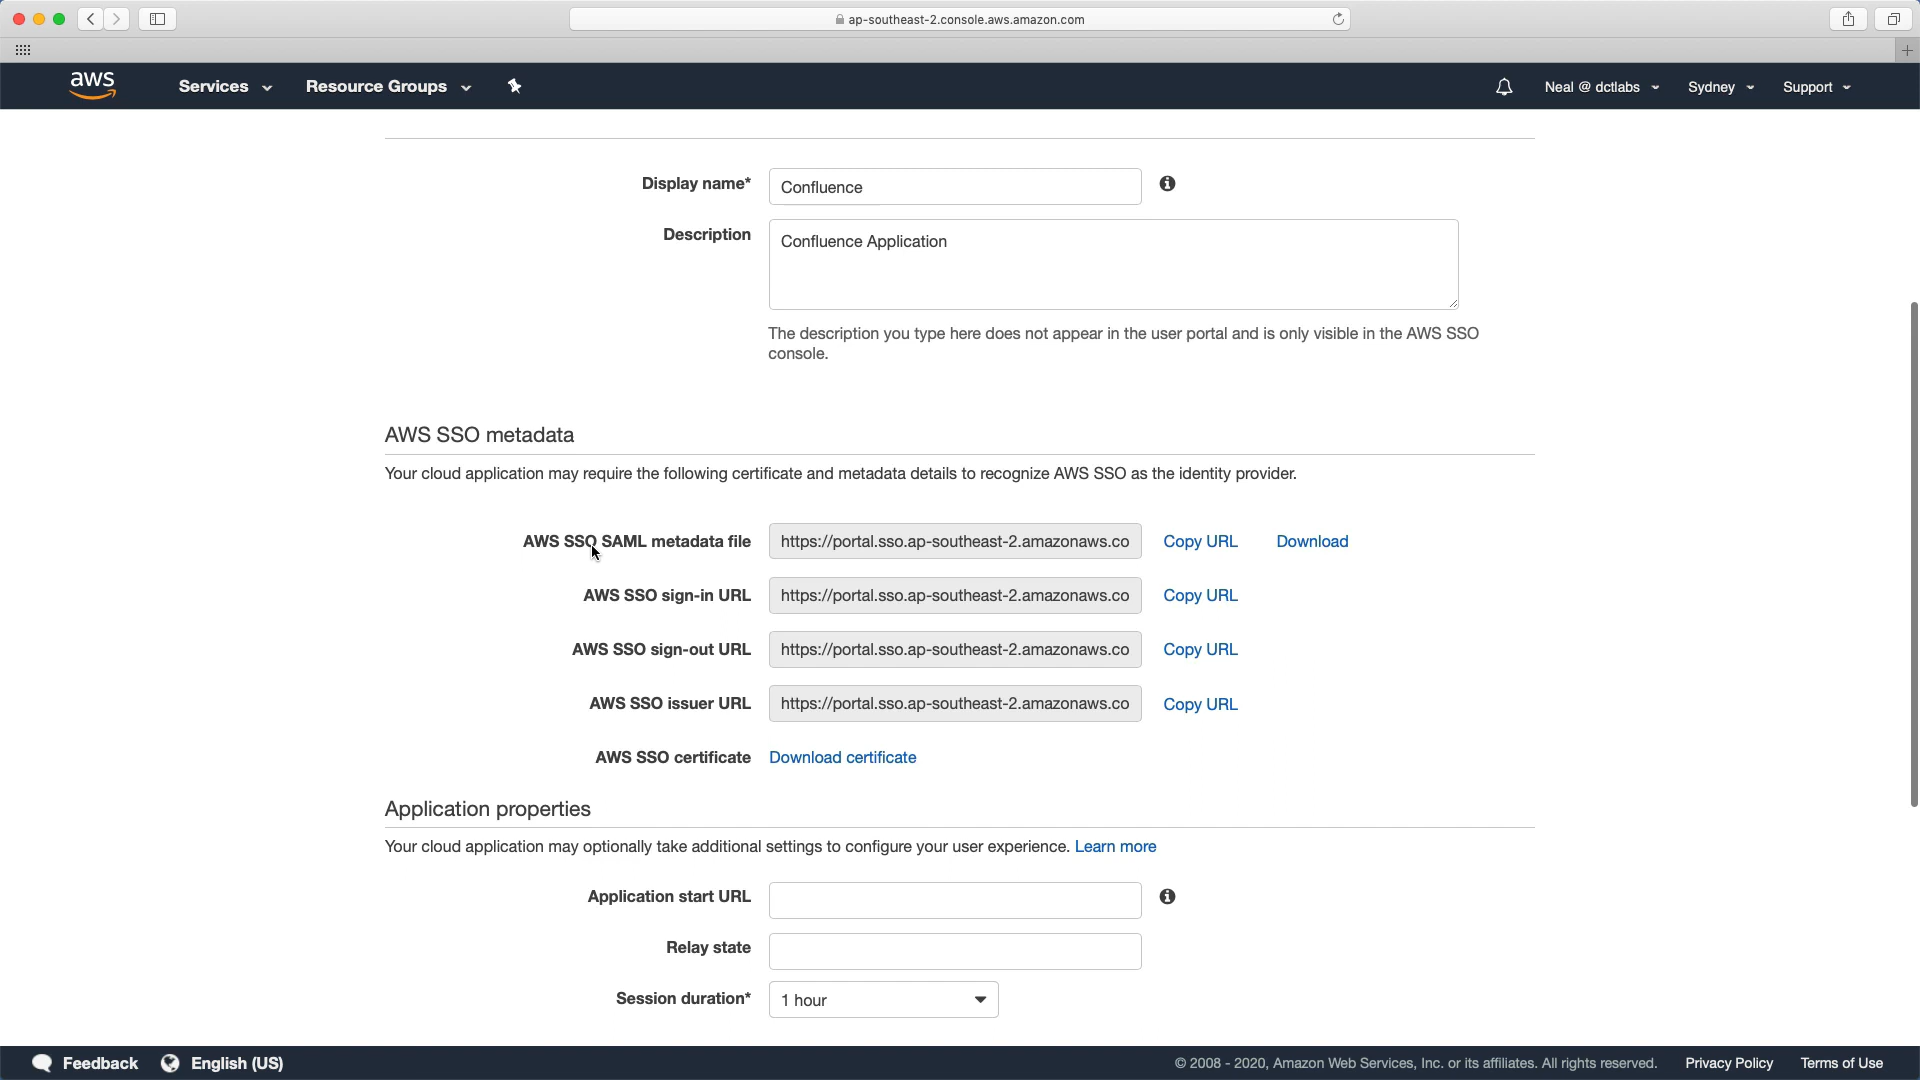 ap-southeast-2.console.aws.amazon.com
aws
Services
Resource Groups
Neal @ dctlabs
Sydney
Support
Display name*
Confluence
Description
Confluence Application
The description you type here does not appear in the user portal and is only visible in the AWS SSO
console.
AWS SSO metadata
Your cloud application may require the following certificate and metadata details to recognize AWS SSO as the identity provider.
AWS SSO SAML metadata file
https://portal.sso.ap-southeast-2.amazonaws.co
Copy URL
Download
AWS SSO sign-in URL
https://portal.sso.ap-southeast-2.amazonaws.co
Copy URL
AWS SSO sign-out URL
https://portal.sso.ap-southeast-2.amazonaws.co
Copy URL
AWS SSO issuer URL
https://portal.sso.ap-southeast-2.amazonaws.co
Copy URL
AWS SSO certificate
Download certificate
Application properties
Your cloud application may optionally take additional settings to configure your user experience. Learn more
Application start URL
Relay state
Session duration*
1 hour
Feedback
English (US)
© 2008 - 2020, Amazon Web Services, Inc. or its affiliates. All rights reserved.
Privacy Policy
Terms of Use